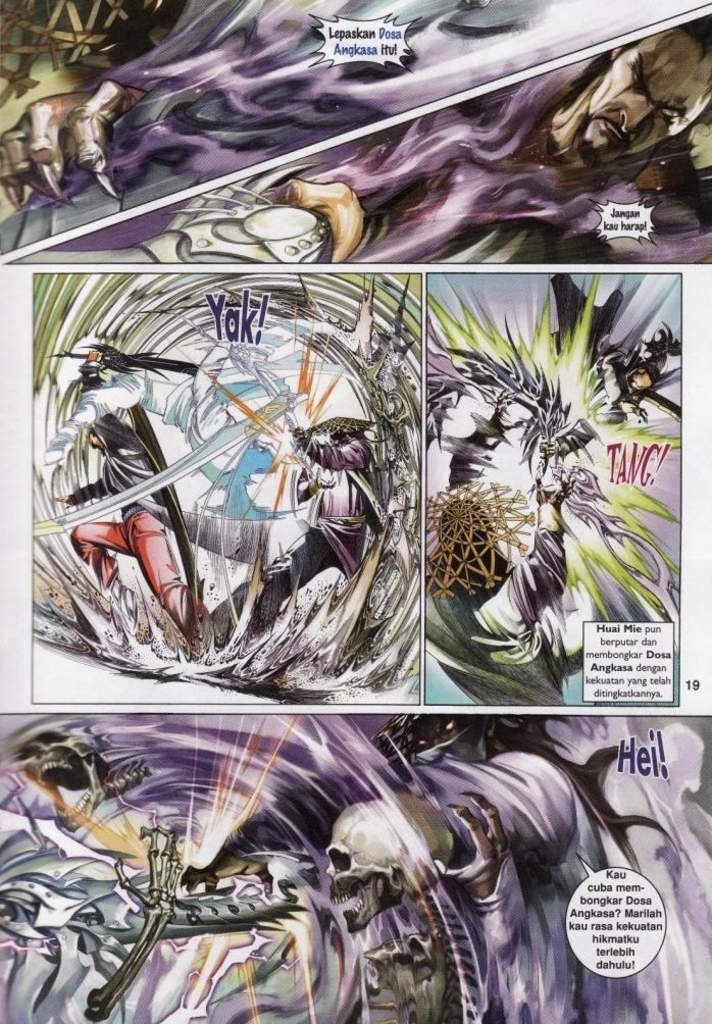 Lepaskan Dosa
Angkasa itu!
Jangan
kau harap!
Yak!
TANG!
Huai Mie pun
berputar dan
membongkar Dosa
Angkasa dengan
kekuatan yang telah
ditingkatkannya.
19
Hei!
Kau
cuba mem-
bongkar Dosa
Angkasa? Marilah
kau rasa kekuatan
hikmatku
terlebih
dahulu!